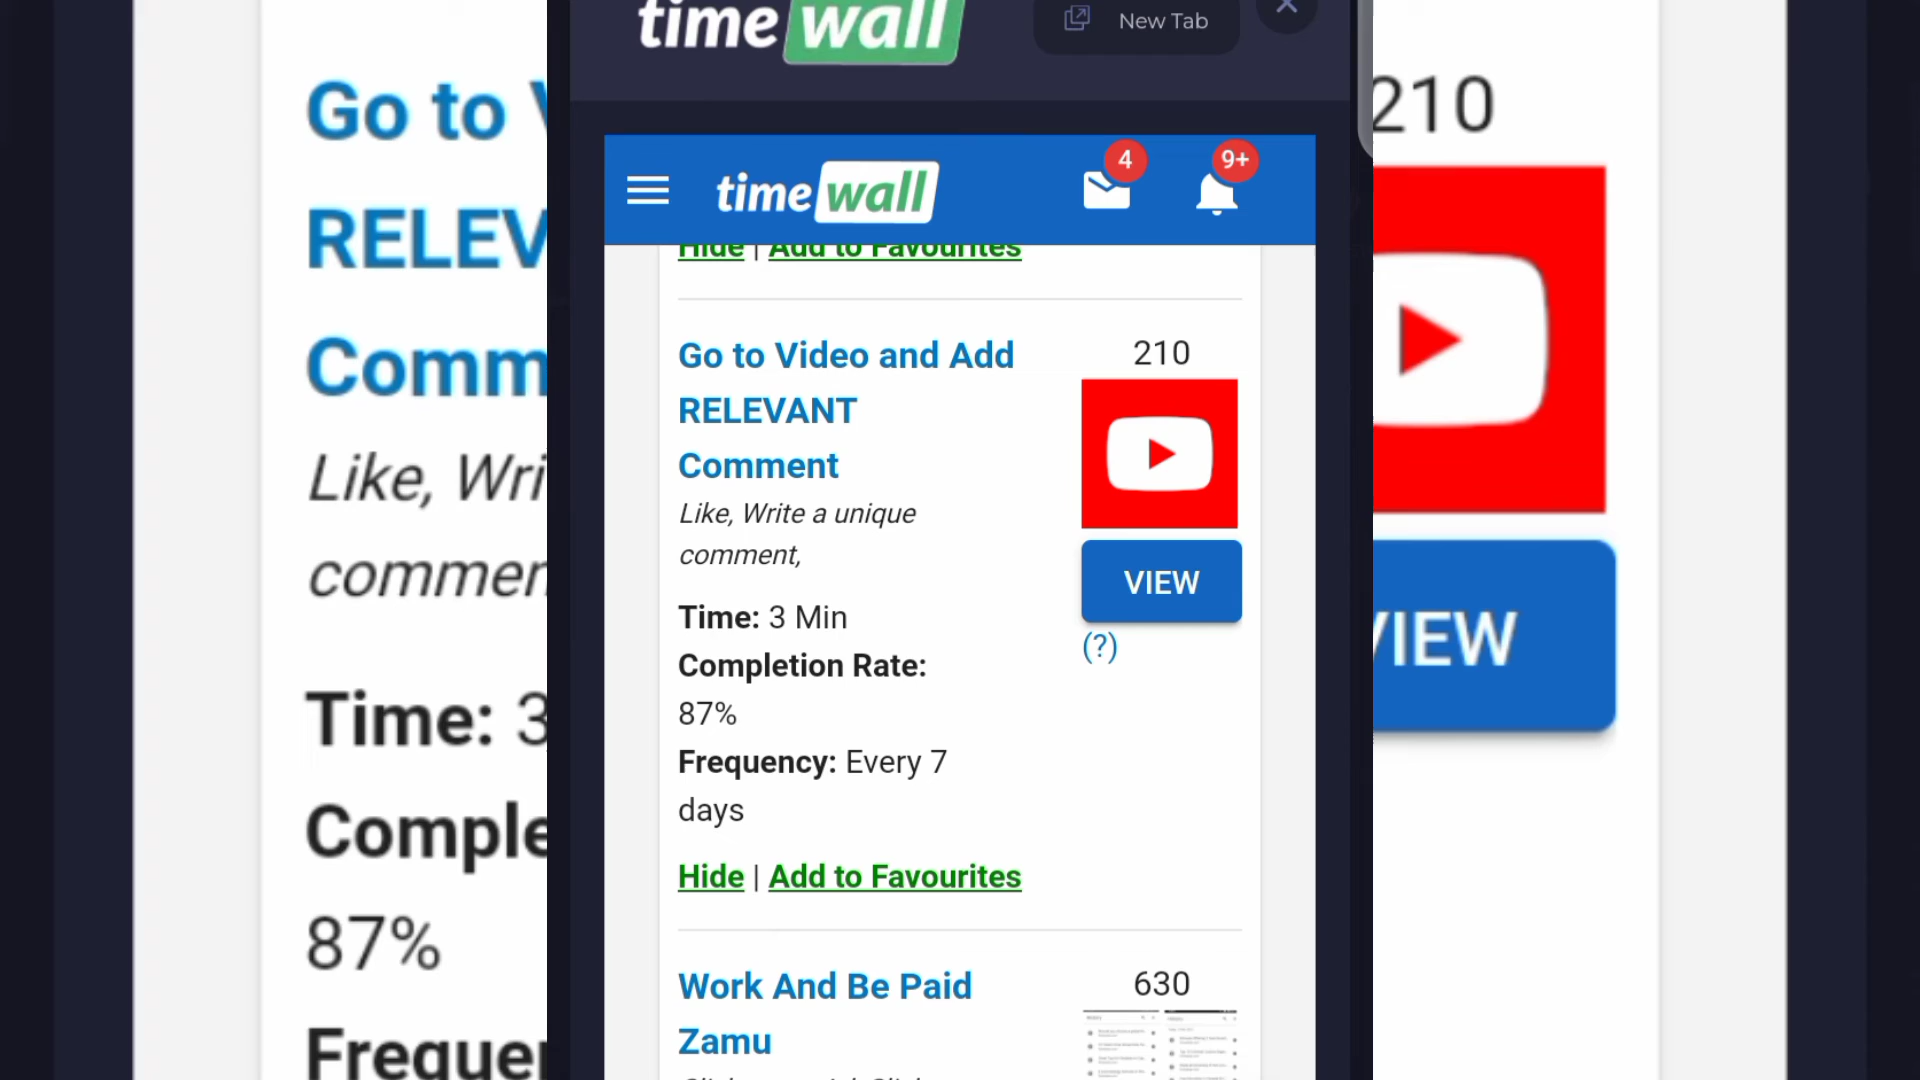 time wall
New Tab
time wall
4
9+
Hide | Add to Favourites
Go to Video and Add
RELEVANT
Comment
210
Like, Write a unique
comment,
VIEW
(?)
Time: 3 Min
Completion Rate:
87%
Frequency: Every 7
days
Hide | Add to Favourites
Work And Be Paid
Zamu
630
Go to
RELEV
Comm
Like, Wri
commen
Time: 3
Comple
87%
Frequen
210
VIEW